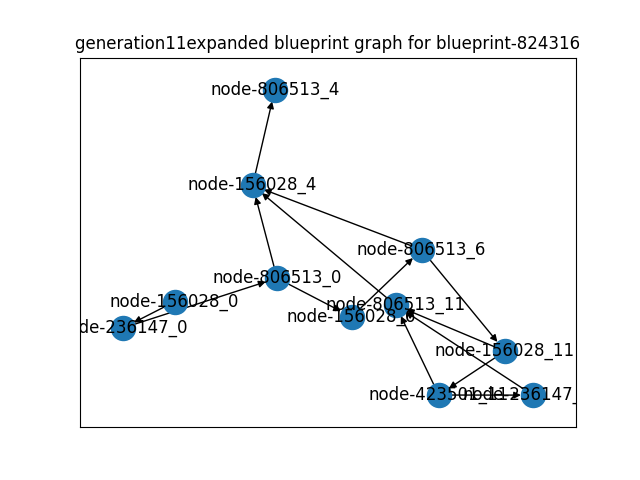 generation11expanded blueprint graph for blueprint-824316
node-806513_4
node-156028_4
node-806513_6
node-806513_0
node-156028_0
node-806513_11
node-156028_6
de-236147_0
node-156028_11
node-423501_11
node-236147_